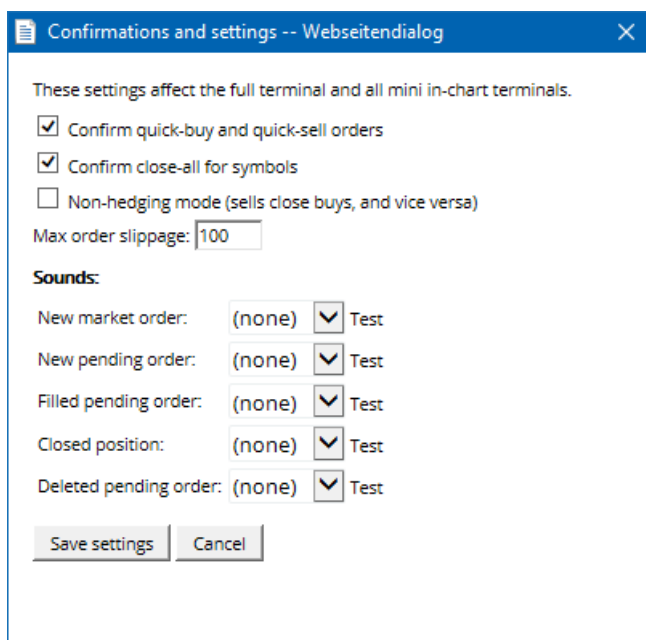 Confirmations and settings -- Webseitendialog
These settings affect the full terminal and all mini in-chart terminals.
Confirm quick-buy and quick-sell orders
Confirm close-all for symbols
Non-hedging mode (sells close buys, and vice versa)
Max order slippage: 100
Sounds:
New market order: (none) Test
New pending order: (none) Test
Filled pending order: (none) Test
Closed position: (none) Test
Deleted pending order: (none) Test
Save settings Cancel